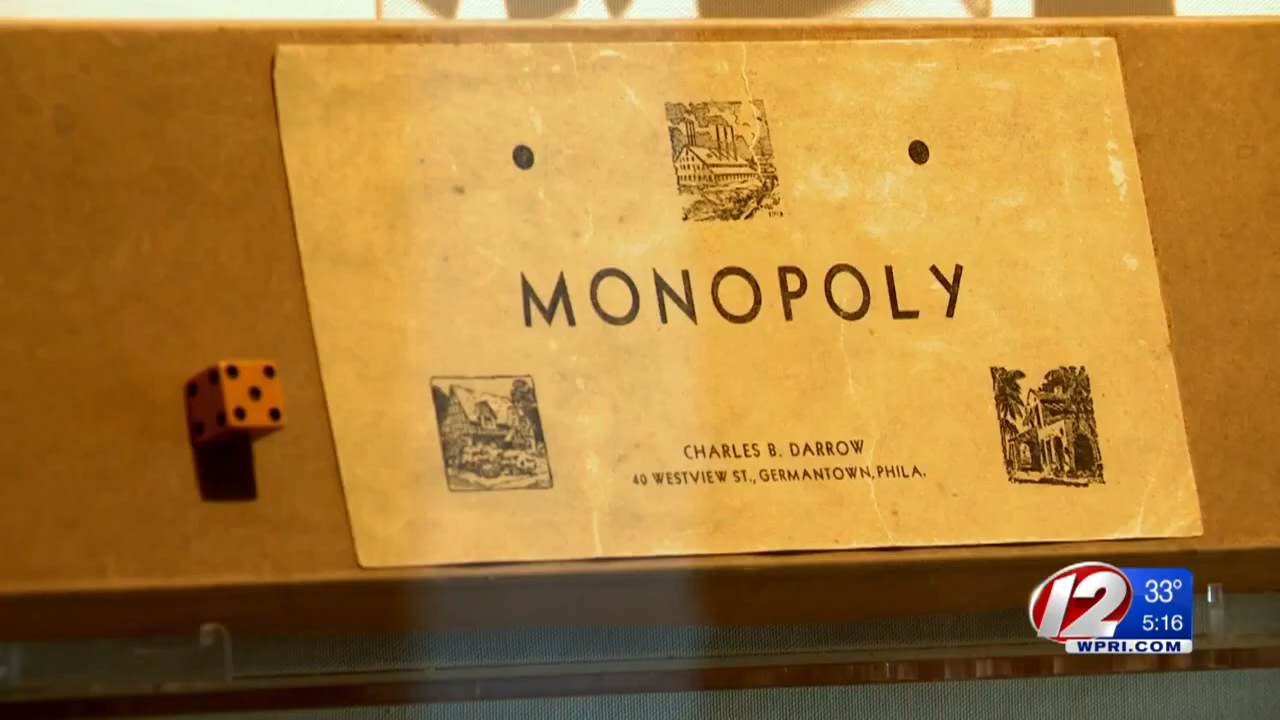 MONOPOLY
CHARLES B. DARROW
40 WESTVIEW ST., GERMANTOWN, PHILA.
12
33°
5:16
WPRI.COM